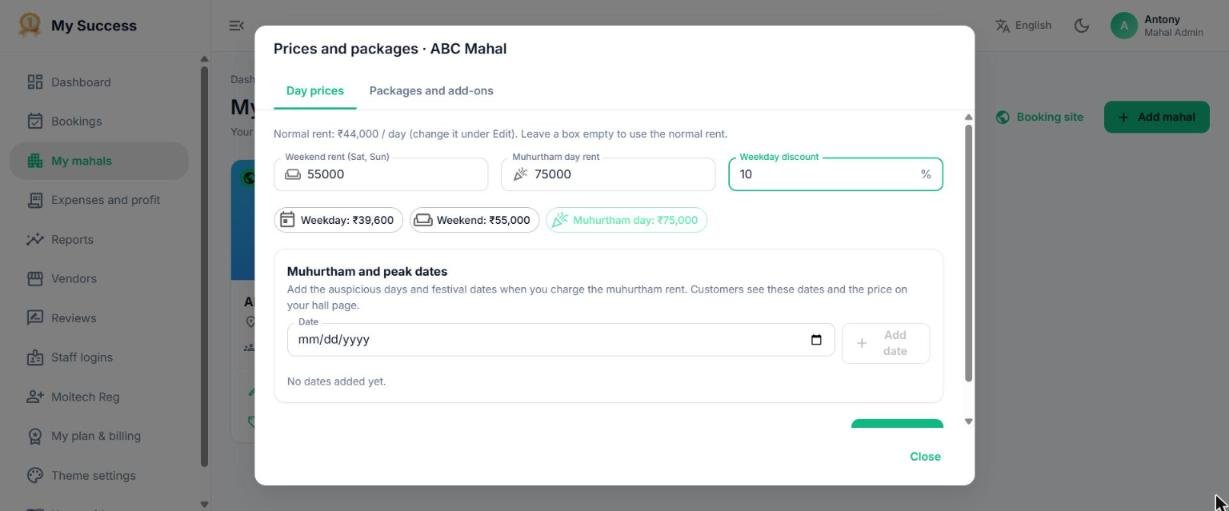 My Success
English
A
Antony
Mahal Admin
Dashboard
Bookings
My mahals
Expenses and profit
Reports
Vendors
Reviews
Staff logins
Moitech Reg
My plan & billing
Theme settings
Dash
My
Your
Booking site
+ Add mahal
Prices and packages · ABC Mahal
Day prices
Packages and add-ons
Normal rent: ₹44,000 / day (change it under Edit). Leave a box empty to use the normal rent.
Weekend rent (Sat, Sun)
55000
Muhurtham day rent
75000
Weekday discount
10 %
Weekday: ₹39,600
Weekend: ₹55,000
Muhurtham day: ₹75,000
Muhurtham and peak dates
Add the auspicious days and festival dates when you charge the muhurtham rent. Customers see these dates and the price on
your hall page.
Date
mm/dd/yyyy
+ Add
date
No dates added yet.
Close